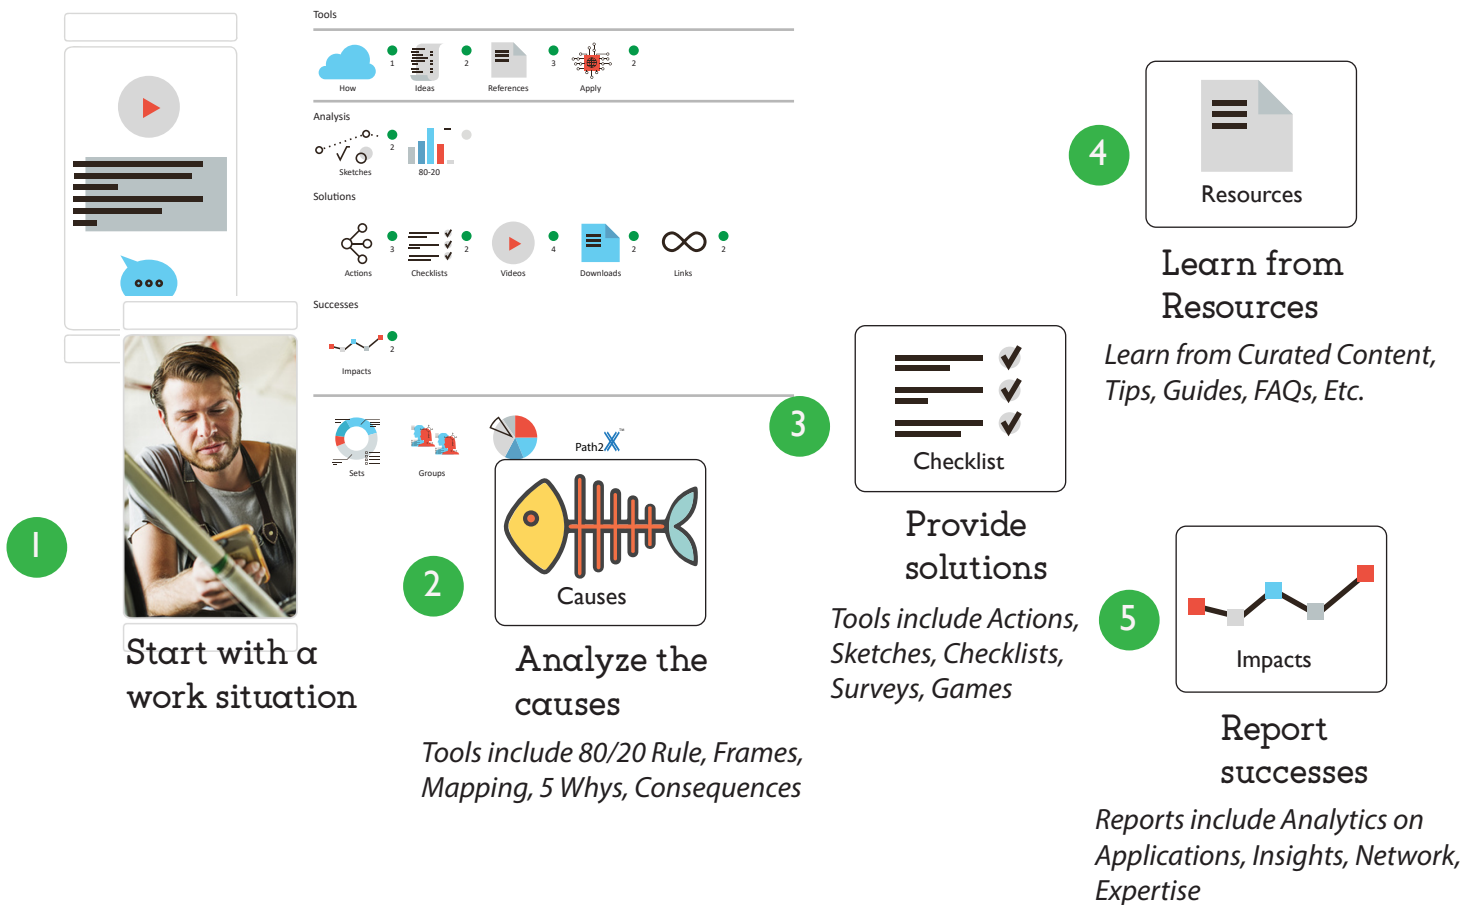 Tools
1
2
3
2
How
Ideas
References
Apply
Analysis
2
Sketches
80-20
Solutions
3
2
4
2
2
Actions
Checklists
Videos
Downloads
Links
Successes
2
Impacts
Sets
Groups
Path2X™
1
Start with a
work situation
2
Causes
Analyze the
causes
Tools include 80/20 Rule, Frames,
Mapping, 5 Whys, Consequences
3
Checklist
Provide
solutions
Tools include Actions,
Sketches, Checklists,
Surveys, Games
4
Resources
Learn from
Resources
Learn from Curated Content,
Tips, Guides, FAQs, Etc.
5
Impacts
Report
successes
Reports include Analytics on
Applications, Insights, Network,
Expertise